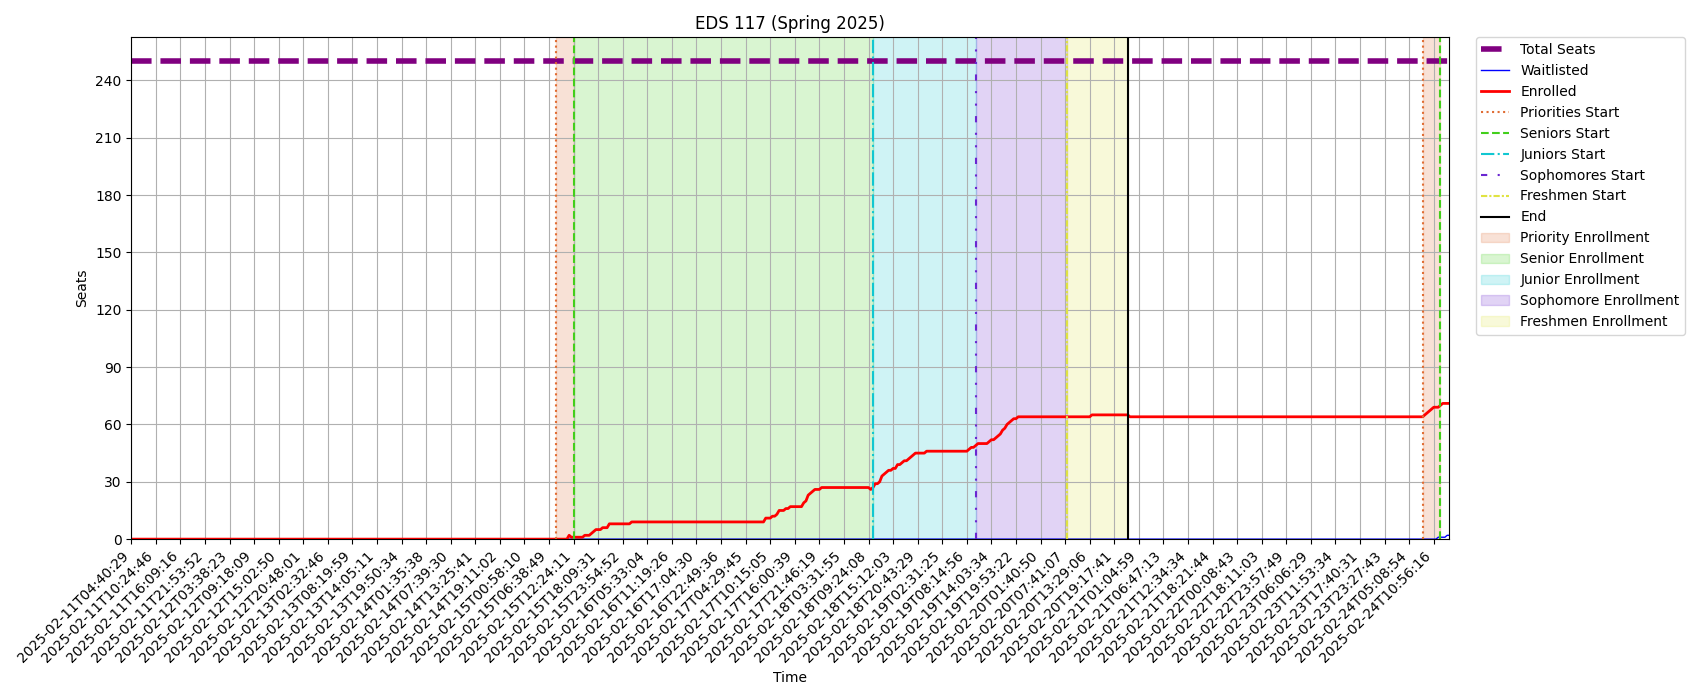 EDS 117 (Spring 2025)
Seats
240
210
180
150
120
90
60
30
0
2025-02-11T04:40:29
2025-02-11T10:24:46
2025-02-11T16:09:16
2025-02-11T21:53:52
2025-02-12T03:38:23
2025-02-12T09:18:09
2025-02-12T15:02:50
2025-02-12T20:48:01
2025-02-13T02:32:46
2025-02-13T08:19:59
2025-02-13T14:05:11
2025-02-13T19:50:34
2025-02-14T01:35:38
2025-02-14T07:39:30
2025-02-14T13:25:41
2025-02-14T19:11:02
2025-02-15T00:58:10
2025-02-15T06:38:49
2025-02-15T12:24:11
2025-02-15T18:09:31
2025-02-15T23:54:52
2025-02-16T05:33:04
2025-02-16T11:19:26
2025-02-16T17:04:30
2025-02-16T22:49:36
2025-02-17T04:29:45
2025-02-17T10:15:05
2025-02-17T16:00:39
2025-02-17T21:46:19
2025-02-18T03:31:55
2025-02-18T09:24:08
2025-02-18T15:12:03
2025-02-18T20:43:29
2025-02-19T02:31:25
2025-02-19T08:14:56
2025-02-19T14:03:34
2025-02-19T19:53:22
2025-02-20T01:40:50
2025-02-20T07:41:07
2025-02-20T13:29:06
2025-02-20T19:17:41
2025-02-21T01:04:59
2025-02-21T06:47:13
2025-02-21T12:34:34
2025-02-21T18:21:44
2025-02-22T00:08:43
2025-02-22T18:11:03
2025-02-22T23:57:49
2025-02-23T06:06:29
2025-02-23T11:53:34
2025-02-23T17:40:31
2025-02-23T23:27:43
2025-02-24T05:08:54
2025-02-24T10:56:16
Time
Total Seats
Waitlisted
Enrolled
Priorities Start
Seniors Start
Juniors Start
Sophomores Start
Freshmen Start
End
Priority Enrollment
Senior Enrollment
Junior Enrollment
Sophomore Enrollment
Freshmen Enrollment